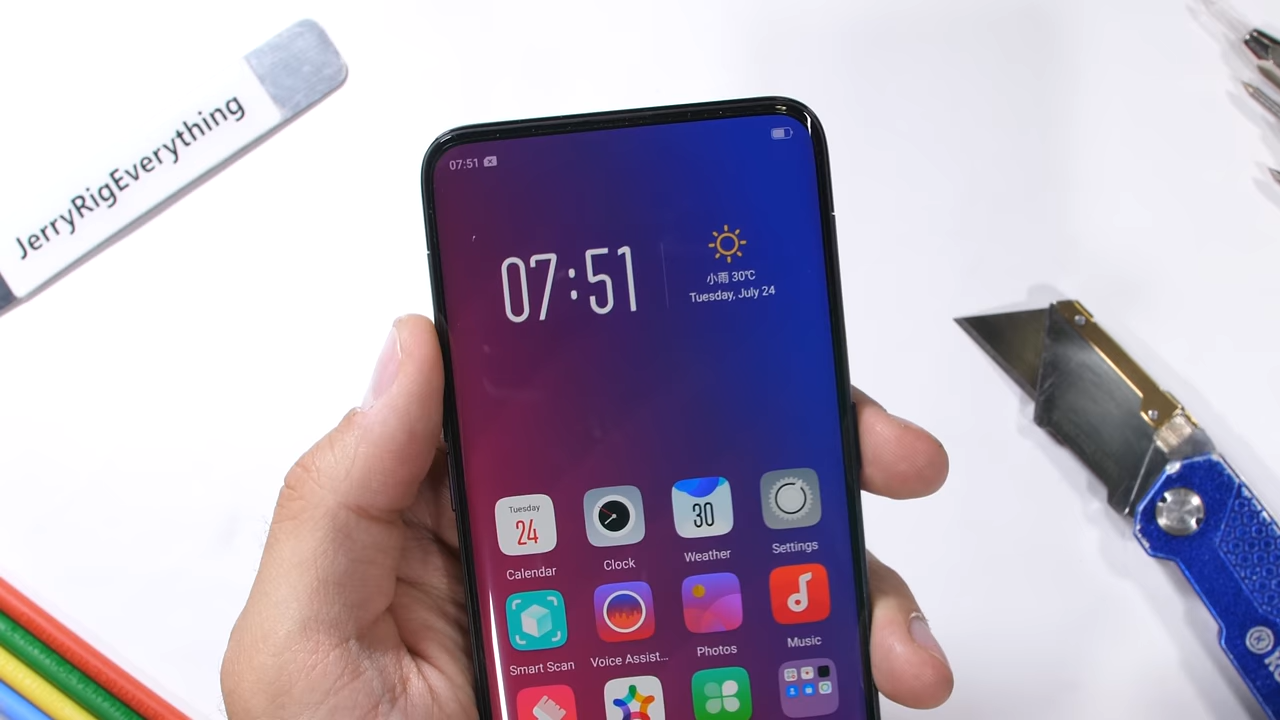 JerryRigEverything
07:51
07:51
小雨 30℃
Tuesday, July 24
Tuesday
24
30
Calendar
Clock
Weather
Settings
Smart Scan
Voice Assist...
Photos
Music